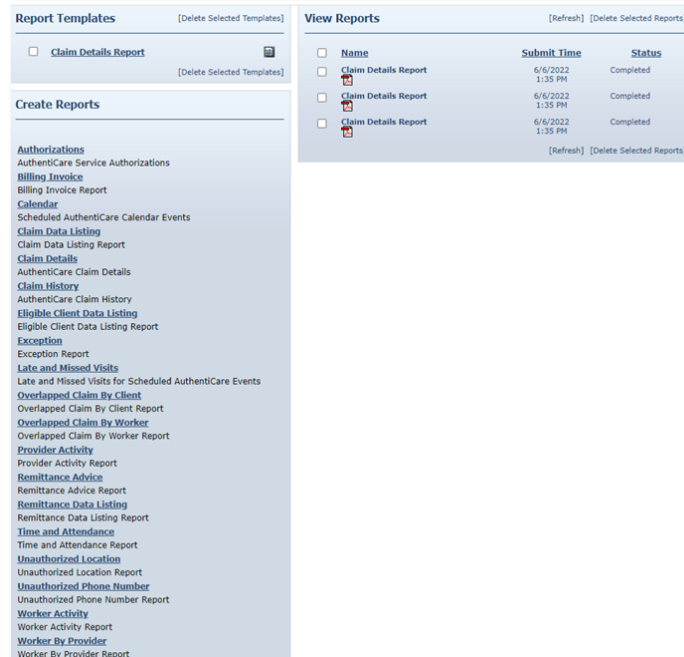 Report Templates [Delete Selected Templates]
Claim Details Report
[Delete Selected Templates]
Create Reports
Authorizations
AuthentiCare Service Authorizations
Billing Invoice
Billing Invoice Report
Calendar
Scheduled AuthentiCare Calendar Events
Claim Data Listing
Claim Data Listing Report
Claim Details
AuthentiCare Claim Details
Claim History
AuthentiCare Claim History
Eligible Client Data Listing
Eligible Client Data Listing Report
Exception
Exception Report
Late and Missed Visits
Late and Missed Visits for Scheduled AuthentiCare Events
Overlapped Claim By Client
Overlapped Claim By Client Report
Overlapped Claim By Worker
Overlapped Claim By Worker Report
Provider Activity
Provider Activity Report
Remittance Advice
Remittance Advice Report
Remittance Data Listing
Remittance Data Listing Report
Time and Attendance
Time and Attendance Report
Unauthorized Location
Unauthorized Location Report
Unauthorized Phone Number
Unauthorized Phone Number Report
Worker Activity
Worker Activity Report
Worker By Provider
Worker By Provider Report
View Reports [Refresh] [Delete Selected Reports]
Name Submit Time Status
Claim Details Report 6/6/2022 Completed
1:35 PM
Claim Details Report 6/6/2022 Completed
1:35 PM
Claim Details Report 6/6/2022 Completed
1:35 PM
[Refresh] [Delete Selected Reports]